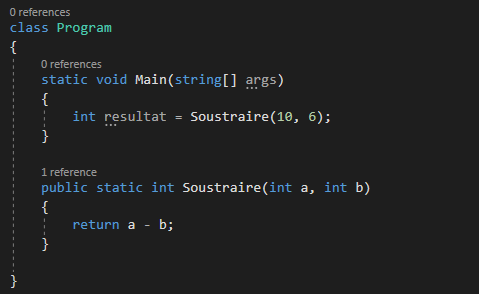 0 references
class Program
{
0 references
static void Main(string[] args)
{
int resultat = Soustraire(10, 6);
}
1 reference
public static int Soustraire(int a, int b)
{
return a - b;
}
}